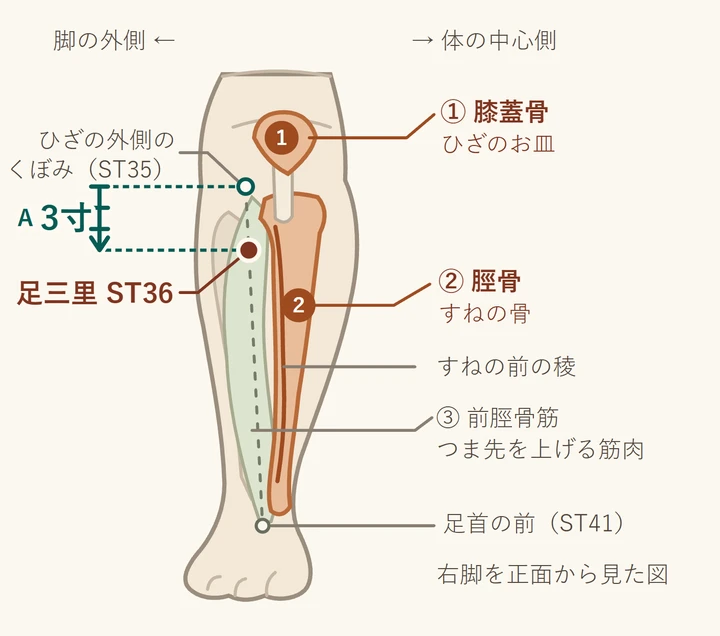 脚の外側 ←
→ 体の中心側
① 膝蓋骨
ひざのお皿
1
ひざの外側の
くぼみ（ST35）
A 3寸
足三里 ST36
② 脛骨
すねの骨
2
すねの前の稜
③ 前脛骨筋
つま先を上げる筋肉
足首の前（ST41）
右脚を正面から見た図